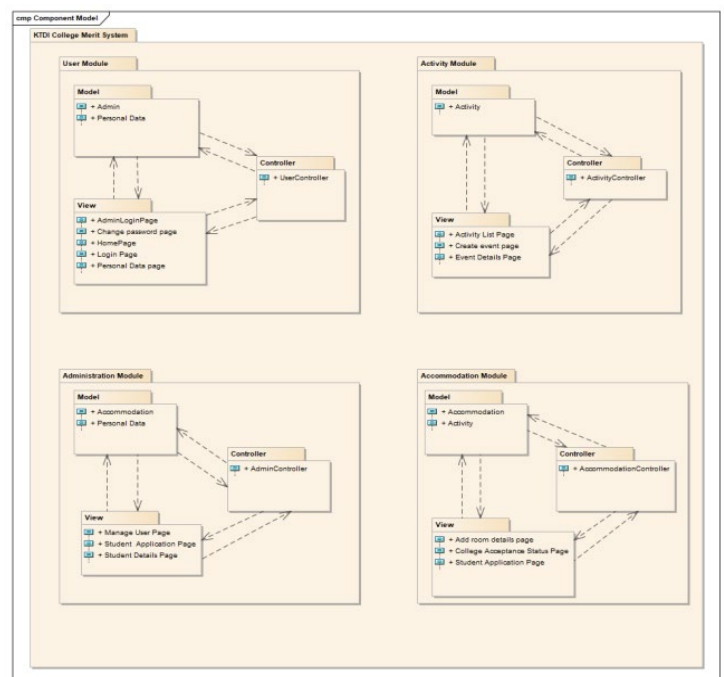 cmp Component Model
KTDI College Merit System
User Module
Model
+ Admin
+ Personal Data
Controller
+ UserController
View
+ AdminLoginPage
+ Change password page
+ HomePage
+ Login Page
+ Personal Data page
Activity Module
Model
+ Activity
Controller
+ ActivityController
View
+ Activity List Page
+ Create event page
+ Event Details Page
Administration Module
Model
+ Accommodation
+ Personal Data
Controller
+ AdminController
View
+ Manage User Page
+ Student Application Page
+ Student Details Page
Accommodation Module
Model
+ Accommodation
+ Activity
Controller
+ AccommodationController
View
+ Add room details page
+ College Acceptance Status Page
+ Student Application Page